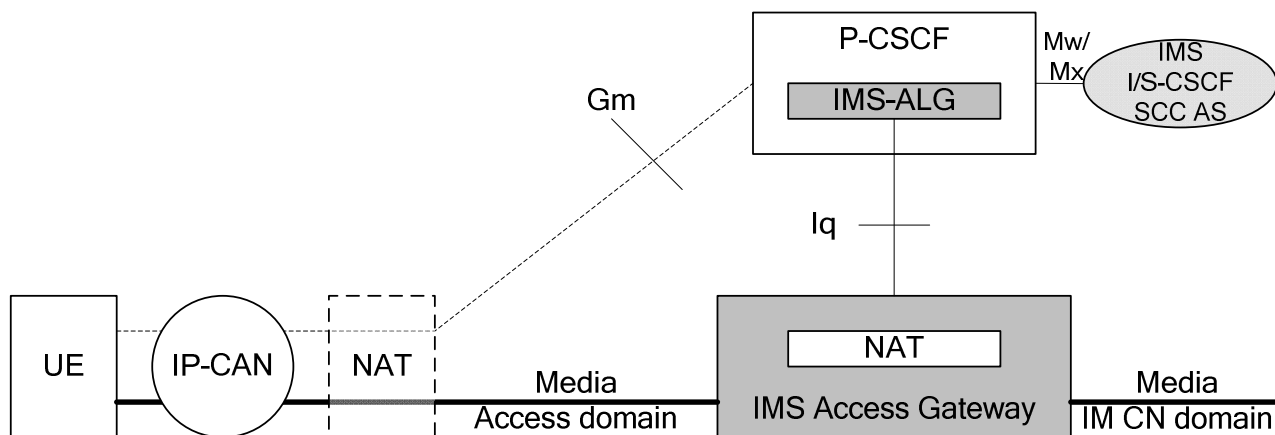 P-CSCF
Mw/
Mx
IMS
I/S-CSCF
SCC AS
IMS-ALG
Gm
Iq
UE
IP-CAN
NAT
NAT
Media
Access domain
IMS Access Gateway
Media
IM CN domain